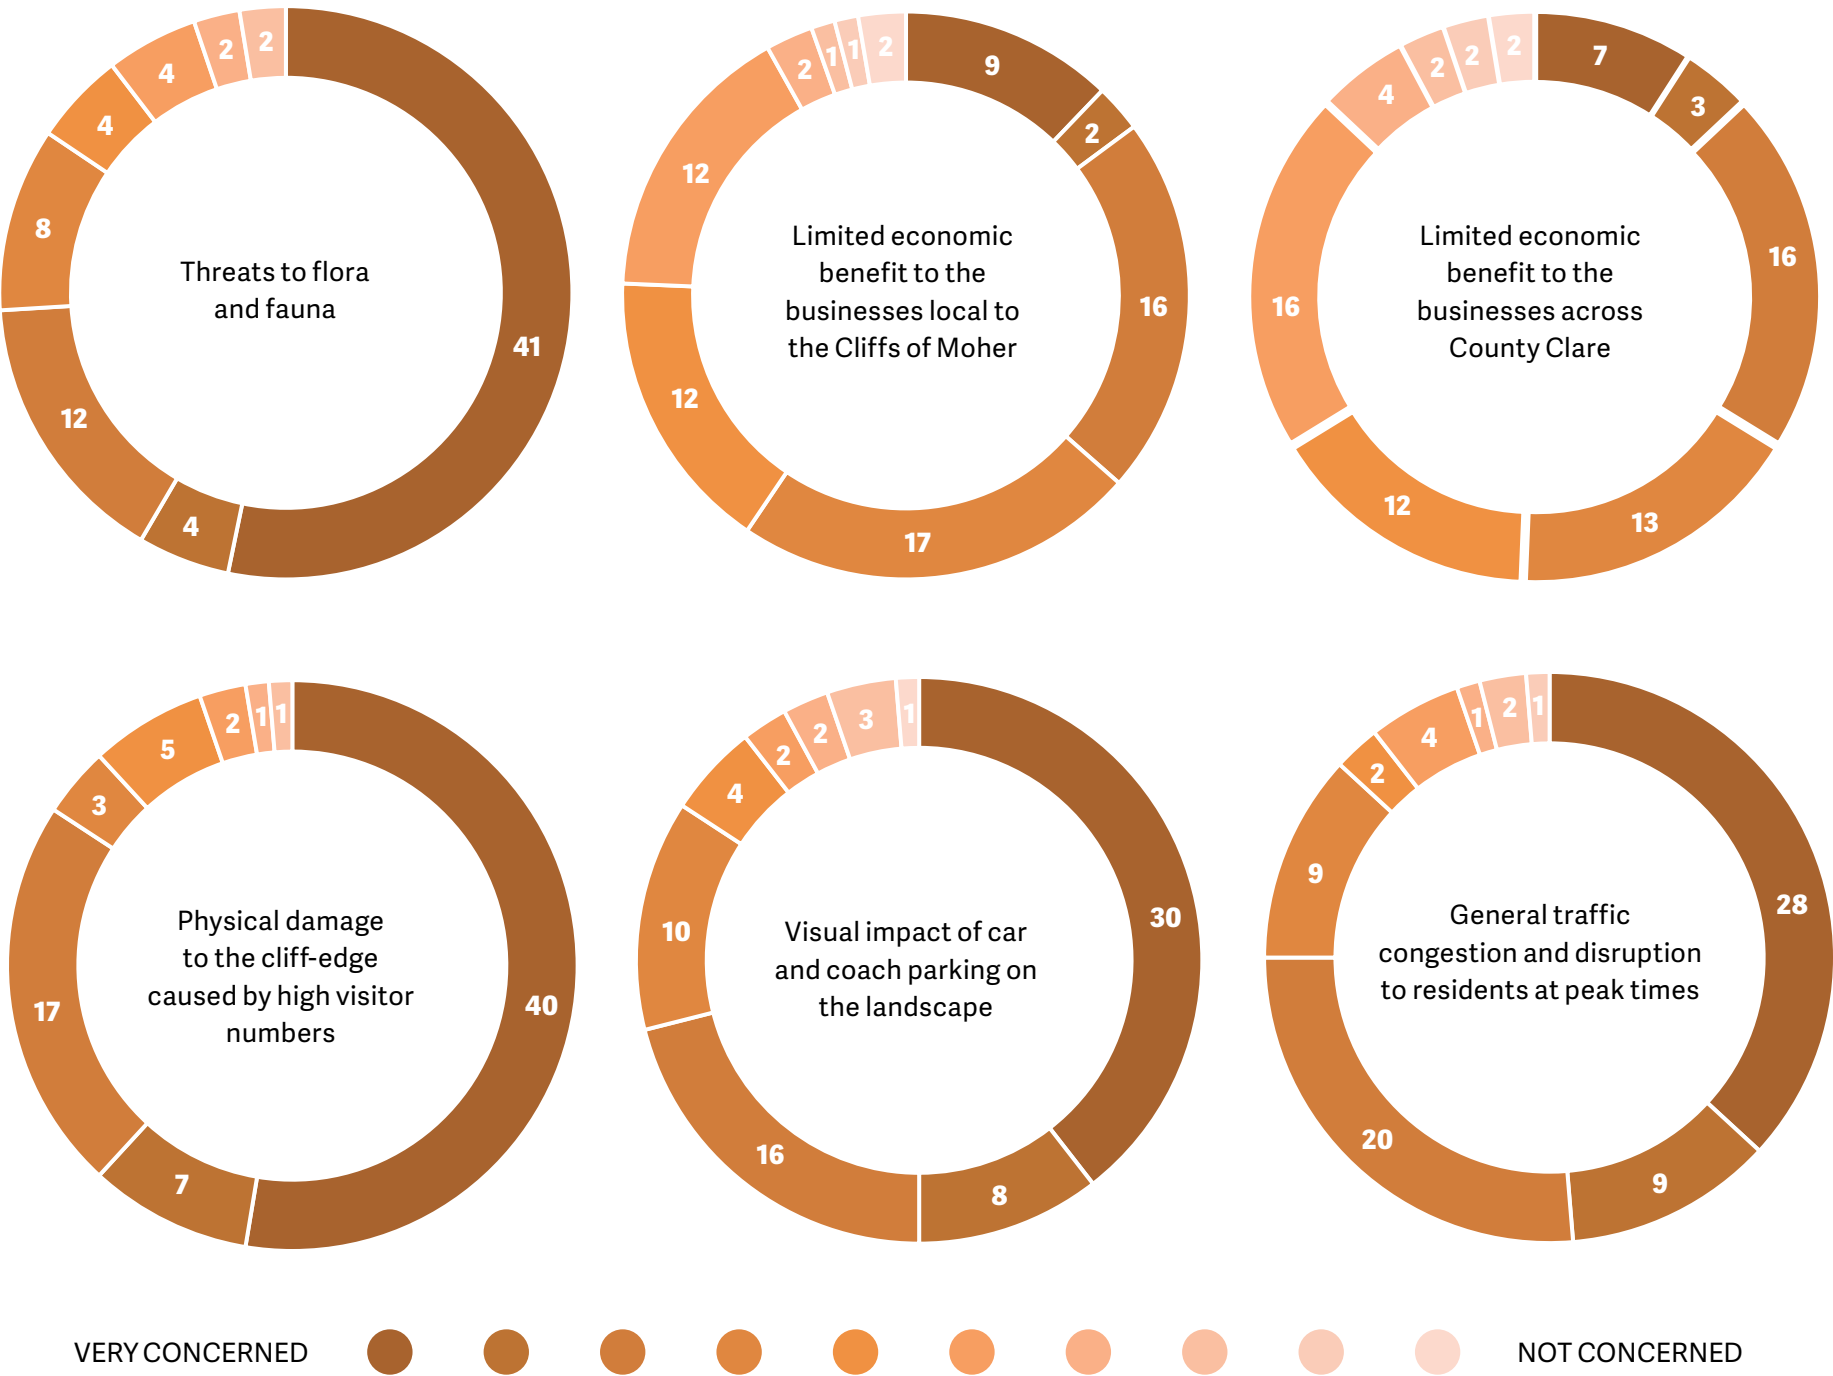 41
4
12
8
4
4
2
2
Threats to flora
and fauna
9
2
16
17
12
12
2
1
1
2
Limited economic
benefit to the
businesses local to
the Cliffs of Moher
7
3
16
13
12
16
4
2
2
2
Limited economic
benefit to the
businesses across
County Clare
40
7
17
3
5
2
1
1
Physical damage
to the cliff-edge
caused by high visitor
numbers
30
8
16
10
4
2
2
3
1
Visual impact of car
and coach parking on
the landscape
28
9
20
9
2
4
1
2
1
General traffic
congestion and disruption
to residents at peak times
VERY CONCERNED
NOT CONCERNED